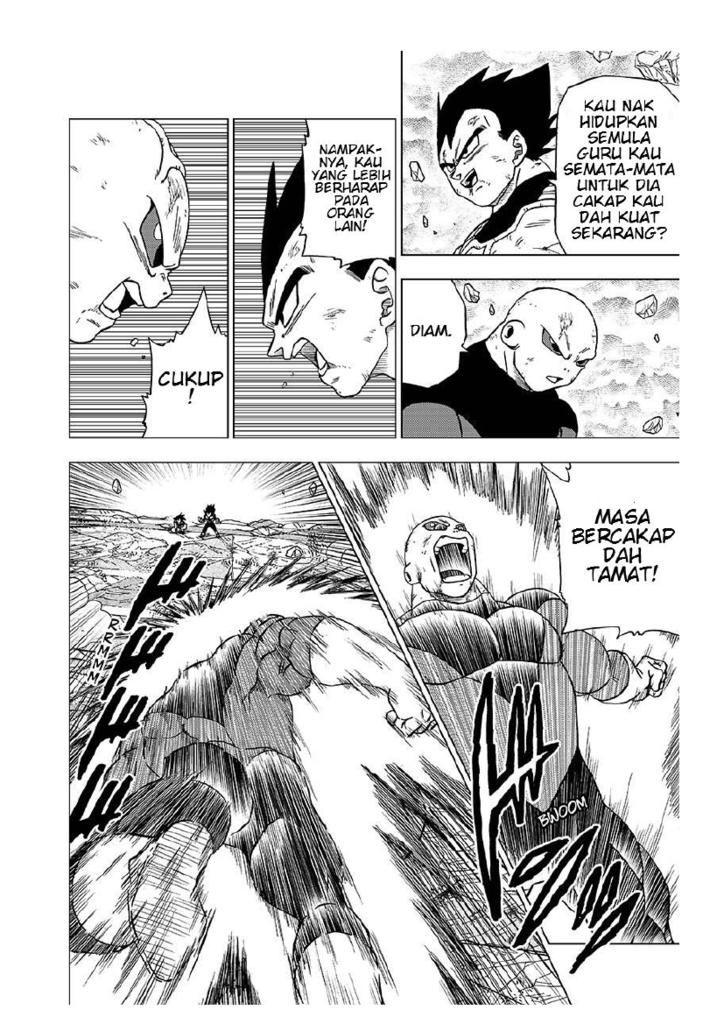 KAU NAK
HIDUPKAN
SEMULA
GURU KAU
SEMATA-MATA
UNTUK DIA
CAKAP KAU
DAH KUAT
SEKARANG?
DIAM.
NAMPAK-
NYA, KAU
YANG LEBIH
BERHARAP
PADA
ORANG
LAIN!
CUKUP
!
MASA
BERCAKAP
DAH
TAMAT!
BWOOM
RRMMM